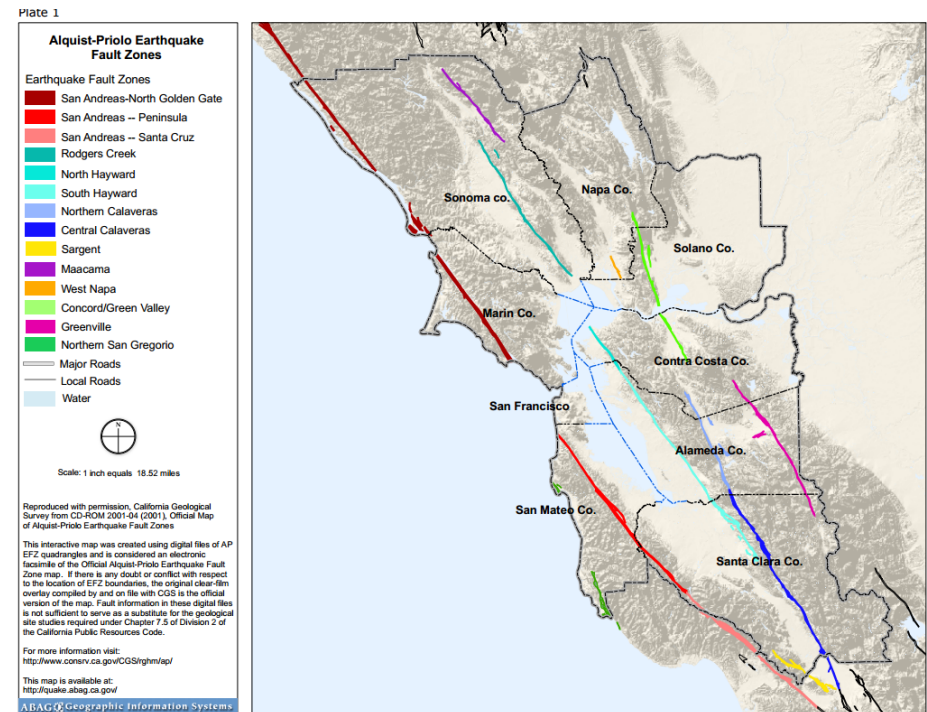 Plate 1
Alquist-Priolo Earthquake
Fault Zones
Earthquake Fault Zones
San Andreas-North Golden Gate
San Andreas -- Peninsula
San Andreas -- Santa Cruz
Rodgers Creek
North Hayward
South Hayward
Northern Calaveras
Central Calaveras
Sargent
Maacama
West Napa
Concord/Green Valley
Greenville
Northern San Gregorio
Major Roads
Local Roads
Water
N
Scale: 1 inch equals 18.52 miles
Reproduced with permission, California Geological
Survey from CD-ROM 2001-04 (2001), Official Map
of Alquist-Priolo Earthquake Fault Zones
This interactive map was created using digital files of AP
EFZ quadrangles and is considered an electronic
facsimile of the Official Alquist-Priolo Earthquake Fault
Zone map. If there is any doubt or conflict with respect
to the location of EFZ boundaries, the original clear-film
overlay compiled by and on file with CGS is the official
version of the map. Fault information in these digital files
is not sufficient to serve as a substitute for the geological
site studies required under Chapter 7.5 of Division 2 of
the California Public Resources Code.
For more information visit:
http://www.consrv.ca.gov/CGS/rghm/ap/
This map is available at:
http://quake.abag.ca.gov/
ABAG Geographic Information Systems
Sonoma co.
Napa Co.
Solano Co.
Marin Co.
Contra Costa Co.
San Francisco
Alameda Co.
San Mateo Co.
Santa Clara Co.